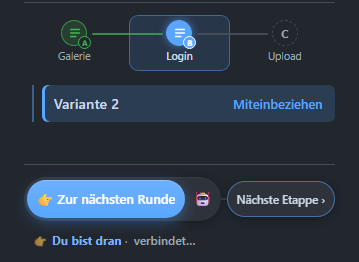 A
B
C
Galerie
Login
Upload
Variante 2 Miteinbeziehen
👉 Zur nächsten Runde
Nächste Etappe ›
👉 Du bist dran · verbindet...